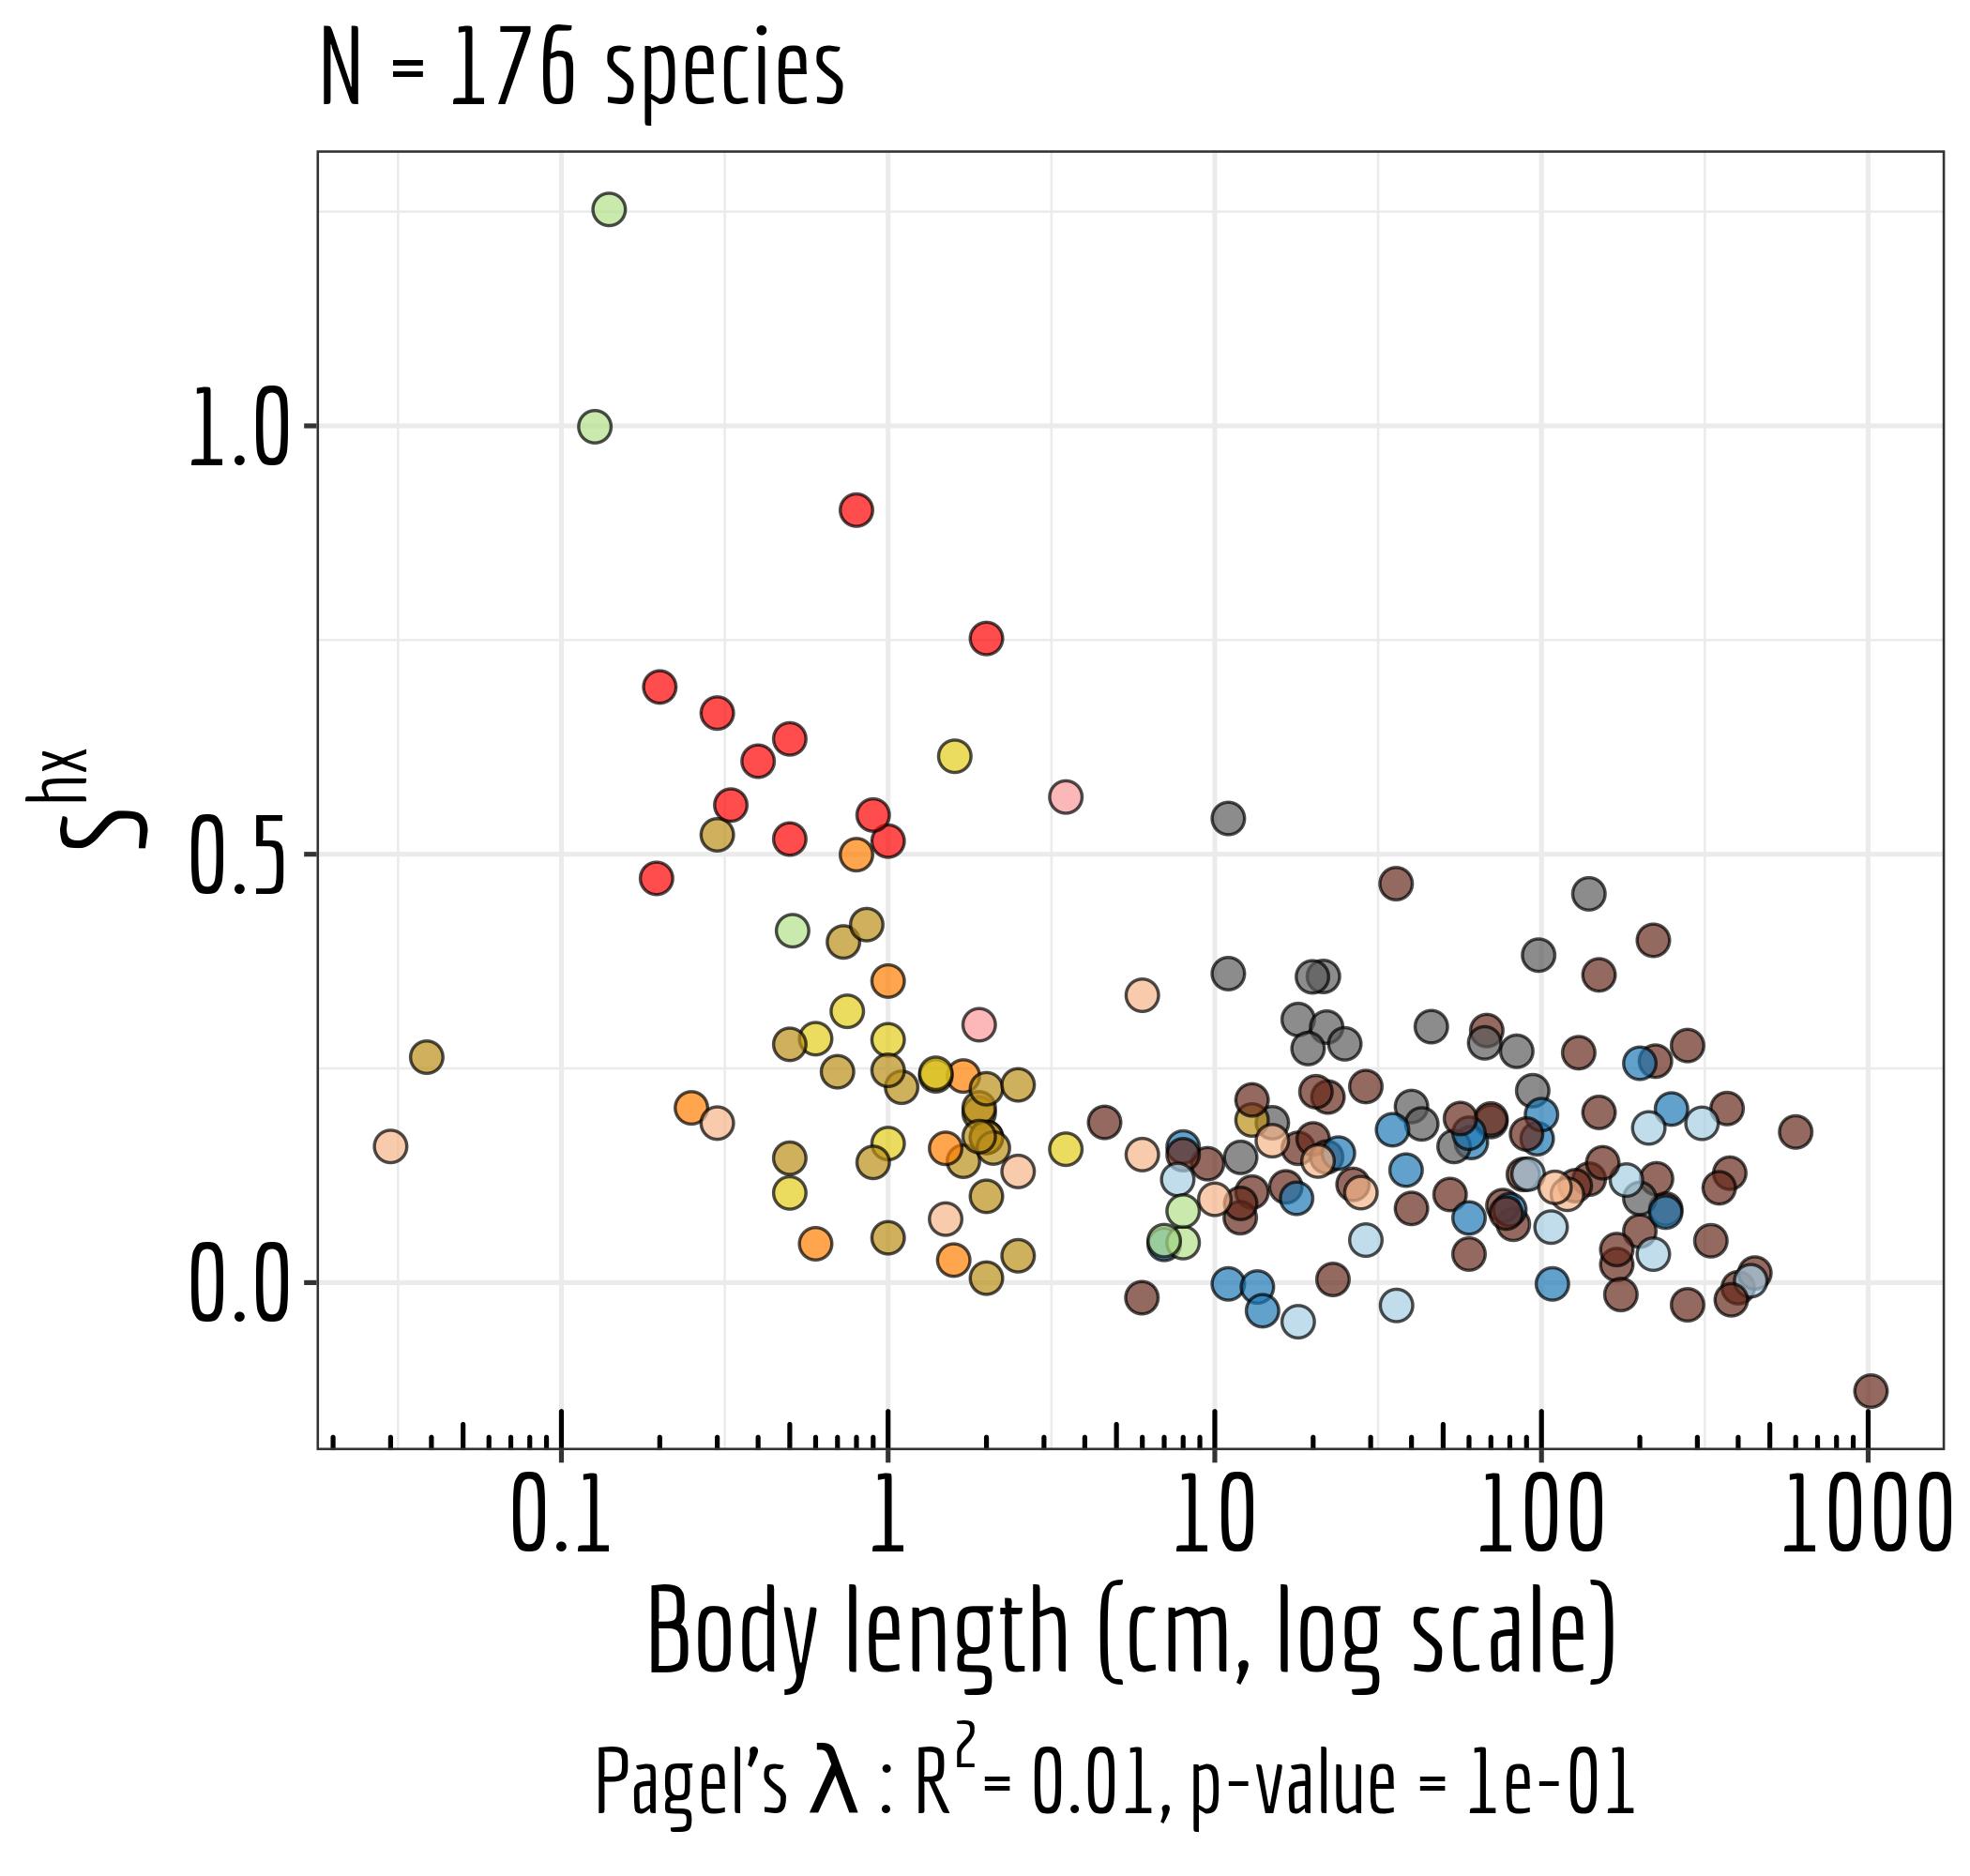 N = 176 species
S^hx
1.0
0.5
0.0
0.1 1 10 100 1000
Body length (cm, log scale)
Pagel's λ : R²= 0.01, p-value = 1e-01